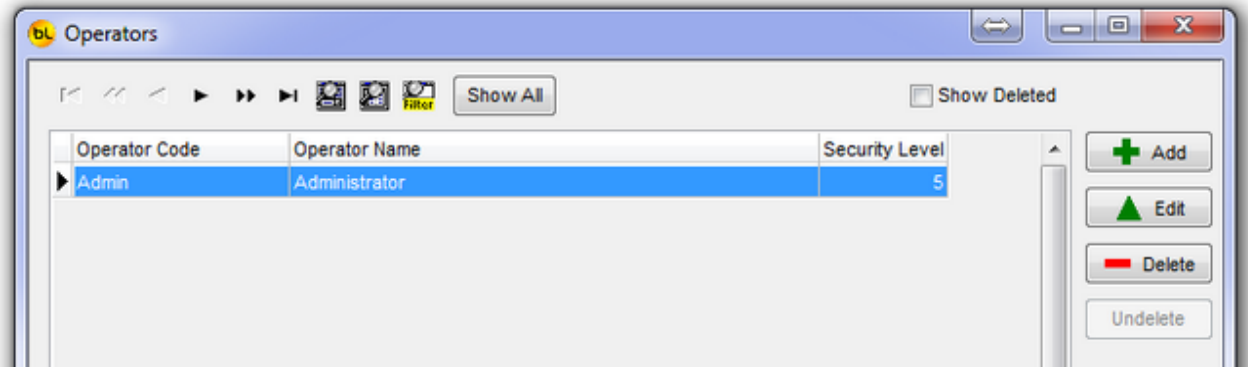 bL Operators
Filter Show All Show Deleted
Operator Code Operator Name Security Level
Admin Administrator 5
Add
Edit
Delete
Undelete